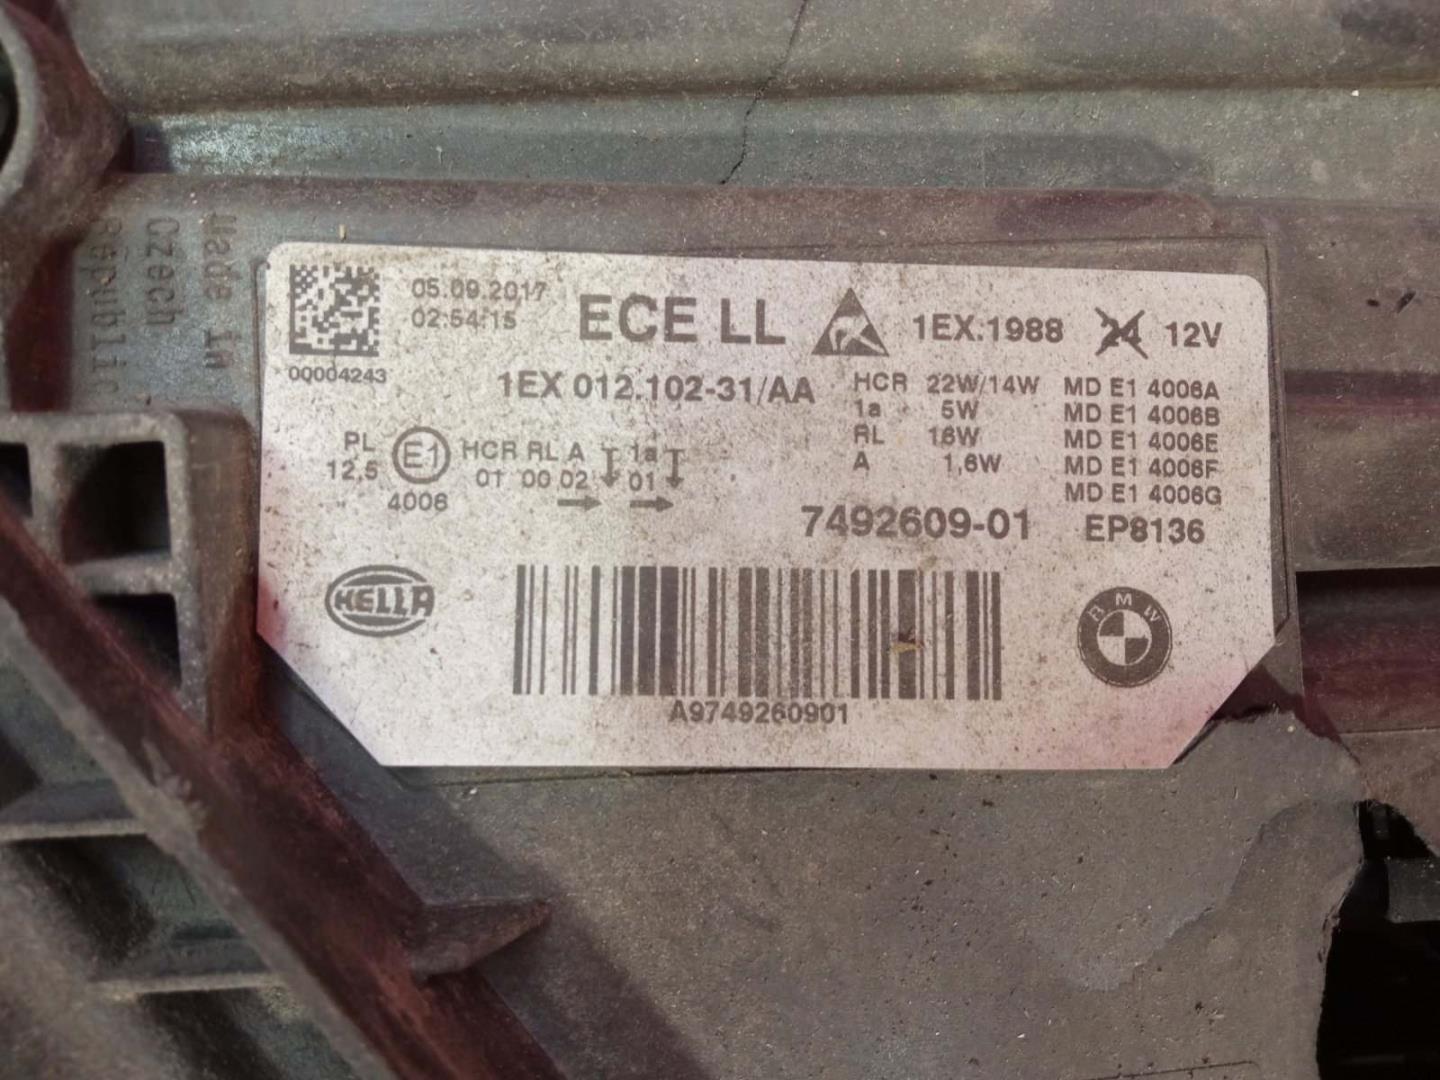 Made in
Czech
Republic
05.09.2017
02:54:15
00004243
ECE LL
1EX.1988 24 12V
1EX 012.102-31/AA
HCR 22W/14W
1a 5W
RL 16W
A 1,6W
MD E1 4006A
MD E1 4006B
MD E1 4006E
MD E1 4006F
MD E1 4006G
PL
12,5
E1
4006
HCR RL A 1a
01 00 02 01
7492609-01 EP8136
HELLA
BMW
A9749260901